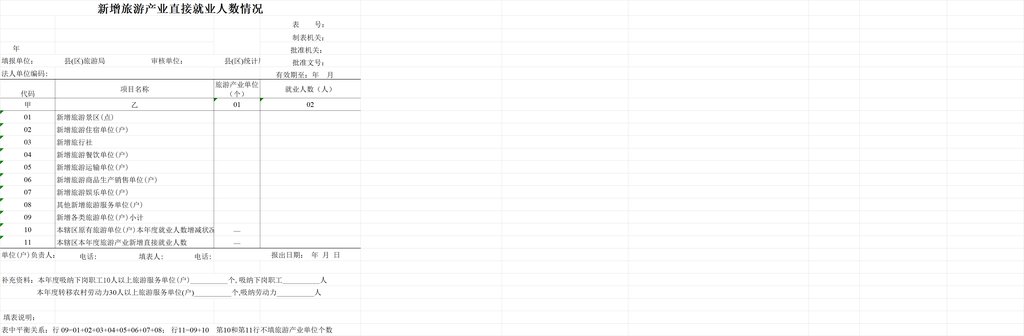 新增旅游产业直接就业人数情况
表 号:
制表机关:
年 批准机关:
填报单位: 县(区)旅游局 审核单位: 县(区)统计 批准文号:
法人单位编码: 有效期至: 年 月
代码 项目名称 旅游产业单位(个) 就业人数(人)
甲 乙 01 02
01 新增旅游景区(点)
02 新增旅游住宿单位(户)
03 新增旅行社
04 新增旅游餐饮单位(户)
05 新增旅游运输单位(户)
06 新增旅游商品生产销售单位(户)
07 新增旅游娱乐单位(户)
08 其他新增旅游服务单位(户)
09 新增各类旅游单位(户)小计
10 本辖区原有旅游单位(户)本年度就业人数增减状况 —
11 本辖区本年度旅游产业新增直接就业人数 —
单位(户)负责人: 电话: 填表人: 电话: 报出日期: 年 月 日
补充资料: 本年度吸纳下岗职工10人以上旅游服务单位(户)__________个, 吸纳下岗职工__________人
本年度转移农村劳动力30人以上旅游服务单位(户)__________个,吸纳劳动力__________人
填表说明:
表中平衡关系: 行 09=01+02+03+04+05+06+07+08; 行11=09+10 第10和第11行不填旅游产业单位个数